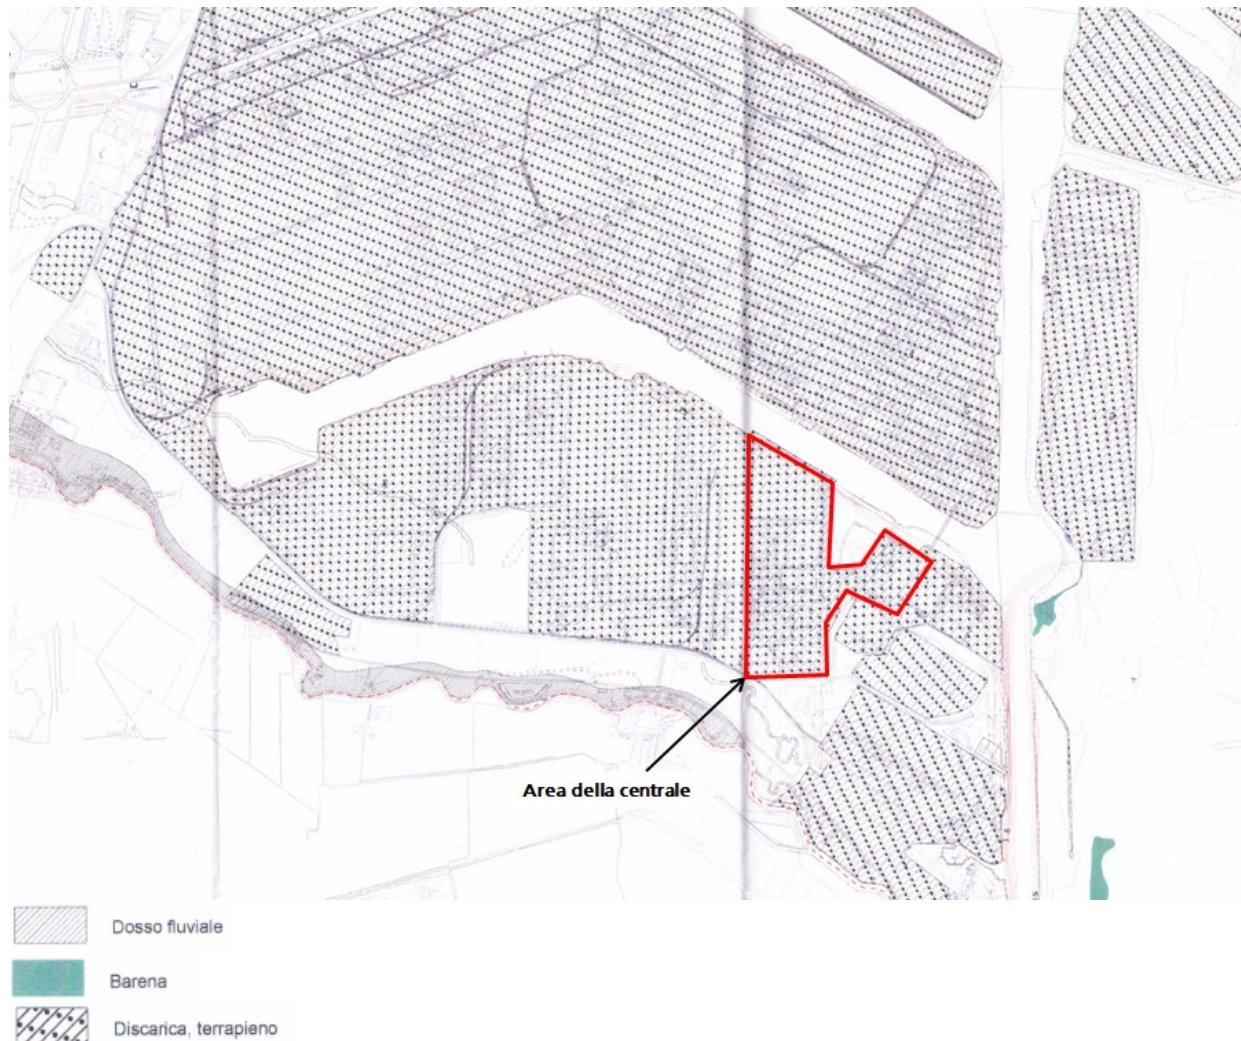 Area della centrale
Dosso fluviale
Barena
Discarica, terrapieno